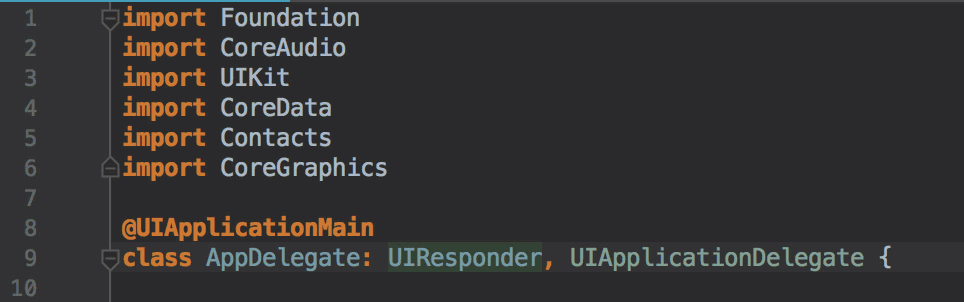 1 import Foundation
2 import CoreAudio
3 import UIKit
4 import CoreData
5 import Contacts
6 import CoreGraphics
7
8 @UIApplicationMain
9 class AppDelegate: UIResponder, UIApplicationDelegate {
10